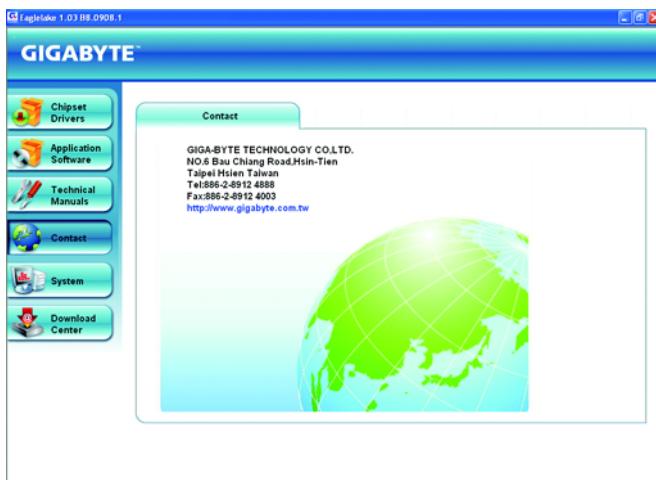 Eaglelake 1.03 B8.0908.1
GIGABYTE™
Chipset
Drivers
Application
Software
Technical
Manuals
Contact
System
Download
Center
Contact
GIGA-BYTE TECHNOLOGY CO,LTD.
NO.6 Bau Chiang Road,Hsin-Tien
Taipei Hsien Taiwan
Tel:886-2-8912 4888
Fax:886-2-8912 4003
http://www.gigabyte.com.tw